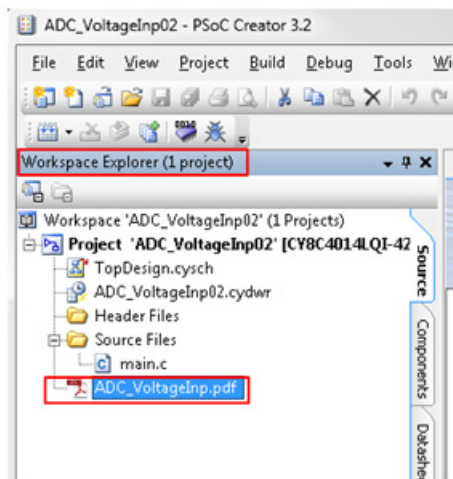 ADC_VoltageInp02 - PSoC Creator 3.2
File Edit View Project Build Debug Tools Wi
Workspace Explorer (1 project)
Workspace 'ADC_VoltageInp02' (1 Projects)
Project 'ADC_VoltageInp02' [CY8C4014LQI-42
TopDesign.cysch
ADC_VoltageInp02.cydwr
Header Files
Source Files
main.c
ADC_VoltageInp.pdf
Source
Components
Datashe